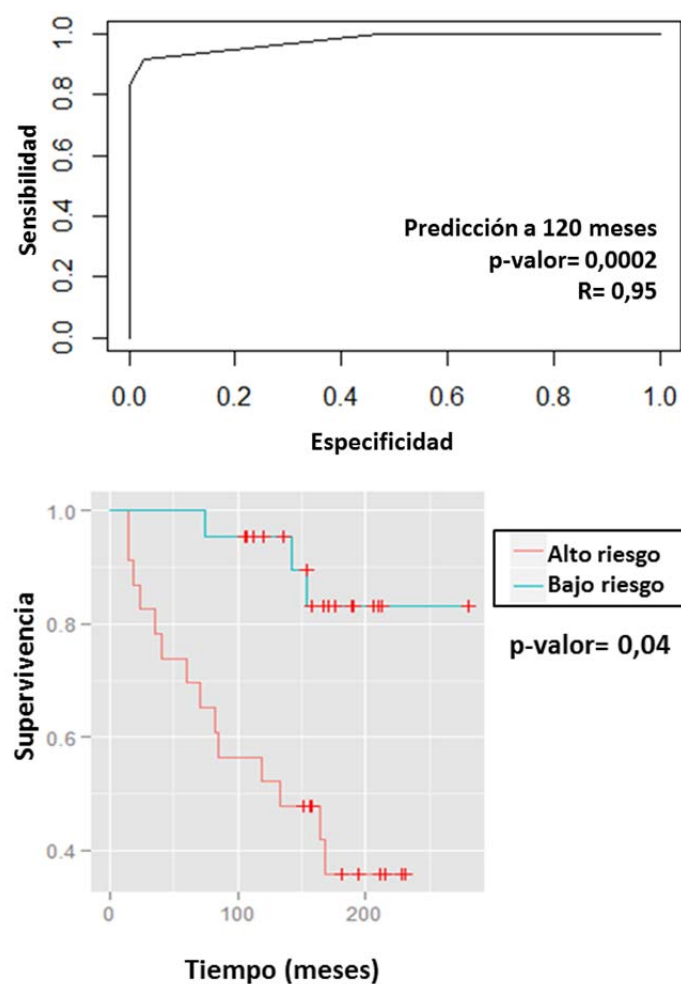 1.0
0.8
0.6
0.4
0.2
0.0
Sensibilidad
Predicción a 120 meses
p-valor= 0,0002
R= 0,95
0.0 0.2 0.4 0.6 0.8 1.0
Especificidad
1.0
0.8
0.6
0.4
Supervivencia
Alto riesgo
Bajo riesgo
p-valor= 0,04
0 100 200
Tiempo (meses)